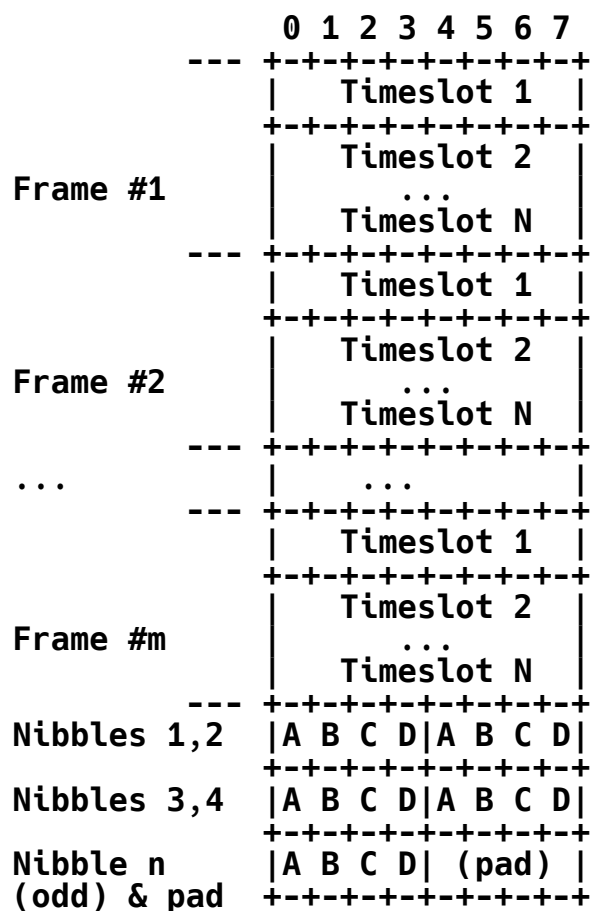 0 1 2 3 4 5 6 7
            --- +-+-+-+-+-+-+-+-+
                |   Timeslot 1  |
                +-+-+-+-+-+-+-+-+
                |   Timeslot 2  |
Frame #1        |      ...      |
                |   Timeslot N  |
            --- +-+-+-+-+-+-+-+-+
                |   Timeslot 1  |
                +-+-+-+-+-+-+-+-+
                |   Timeslot 2  |
Frame #2        |      ...      |
                |   Timeslot N  |
            --- +-+-+-+-+-+-+-+-+
...             |    ...        |
            --- +-+-+-+-+-+-+-+-+
                |   Timeslot 1  |
                +-+-+-+-+-+-+-+-+
                |   Timeslot 2  |
Frame #m        |      ...      |
                |   Timeslot N  |
            --- +-+-+-+-+-+-+-+-+
Nibbles 1,2     |A B C D|A B C D|
                +-+-+-+-+-+-+-+-+
Nibbles 3,4     |A B C D|A B C D|
                +-+-+-+-+-+-+-+-+
Nibble n        |A B C D| (pad) |
(odd) & pad     +-+-+-+-+-+-+-+-+